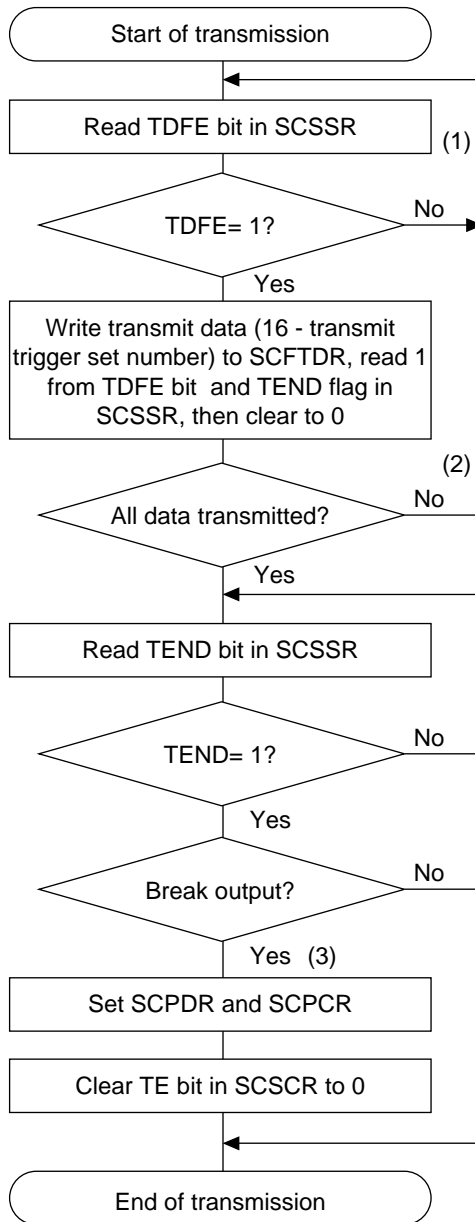 Start of transmission
Read TDFE bit in SCSSR
(1)
TDFE= 1?
No
Yes
Write transmit data (16 - transmit
trigger set number) to SCFTDR, read 1
from TDFE bit and TEND flag in
SCSSR, then clear to 0
(2)
All data transmitted?
No
Yes
Read TEND bit in SCSSR
TEND= 1?
No
Yes
Break output?
No
Yes (3)
Set SCPDR and SCPCR
Clear TE bit in SCSCR to 0
End of transmission